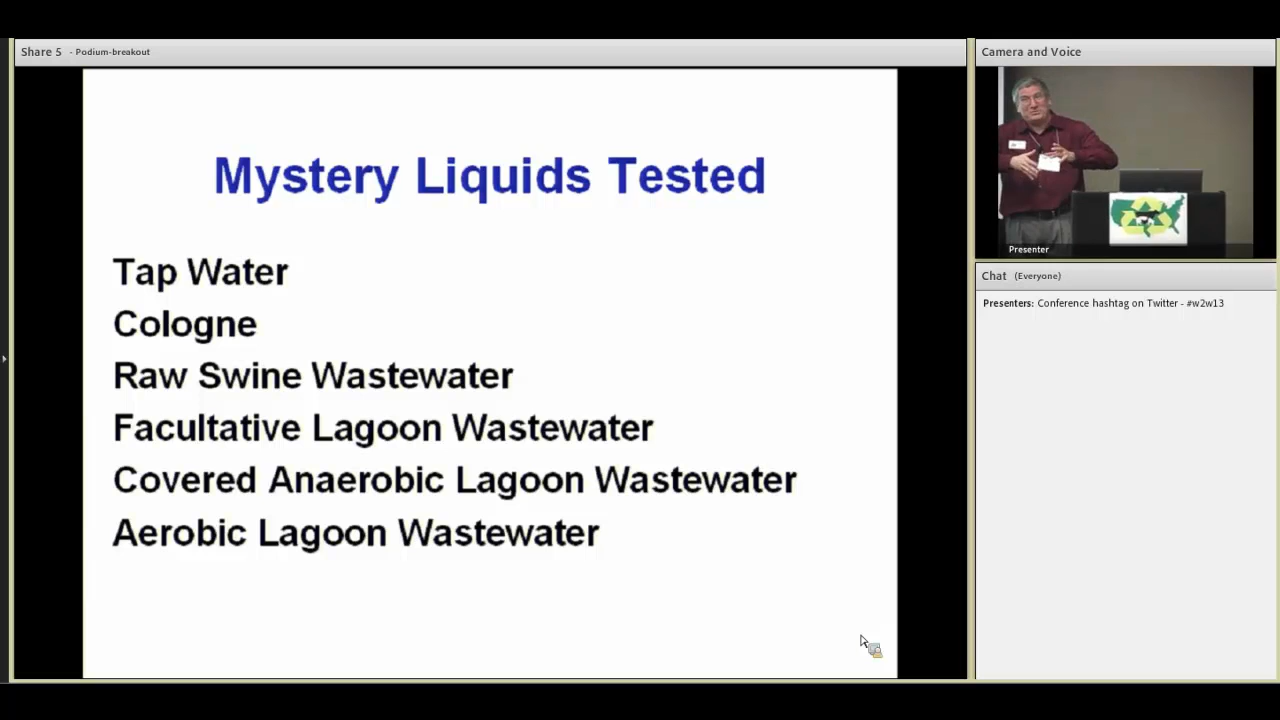 Share 5 - Podium-breakout
Mystery Liquids Tested
Tap Water
Cologne
Raw Swine Wastewater
Facultative Lagoon Wastewater
Covered Anaerobic Lagoon Wastewater
Aerobic Lagoon Wastewater
Camera and Voice
Presenter
Chat (Everyone)
Presenters: Conference hashtag on Twitter - #w2w13